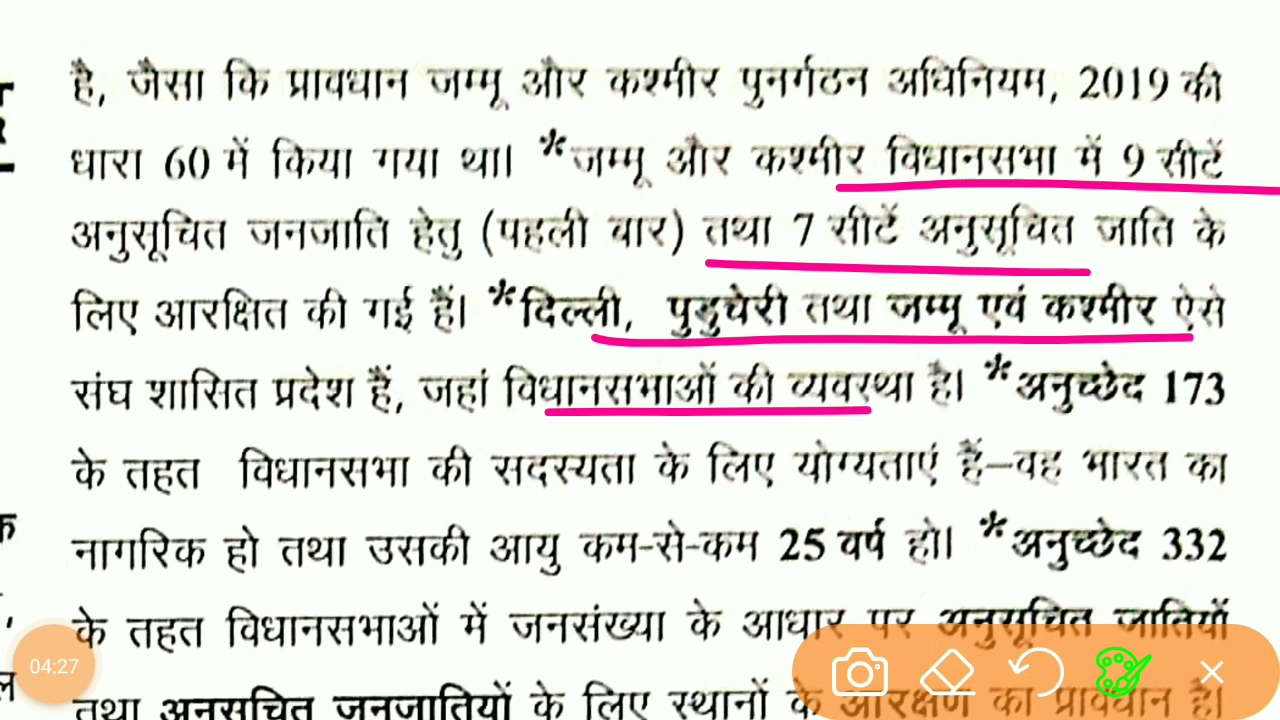 है, जैसा कि प्रावधान जम्मू और कश्मीर पुनर्गठन अधिनियम, 2019 की
धारा 60 में किया गया था। *जम्मू और कश्मीर विधानसभा में 9 सीटें
अनुसूचित जनजाति हेतु (पहली बार) तथा 7 सीटें अनुसूचित जाति के
लिए आरक्षित की गई हैं। *दिल्ली, पुडुचेरी तथा जम्मू एवं कश्मीर ऐसे
संघ शासित प्रदेश हैं, जहां विधानसभाओं की व्यवस्था है। *अनुच्छेद 173
के तहत विधानसभा की सदस्यता के लिए योग्यताएं हैं–वह भारत का
नागरिक हो तथा उसकी आयु कम-से-कम 25 वर्ष हो। *अनुच्छेद 332
के तहत विधानसभाओं में जनसंख्या के आधार पर अनुसूचित जातियों
तथा अनुसूचित जनजातियों के लिए स्थानों के आरक्षण का प्रावधान है।
04:27